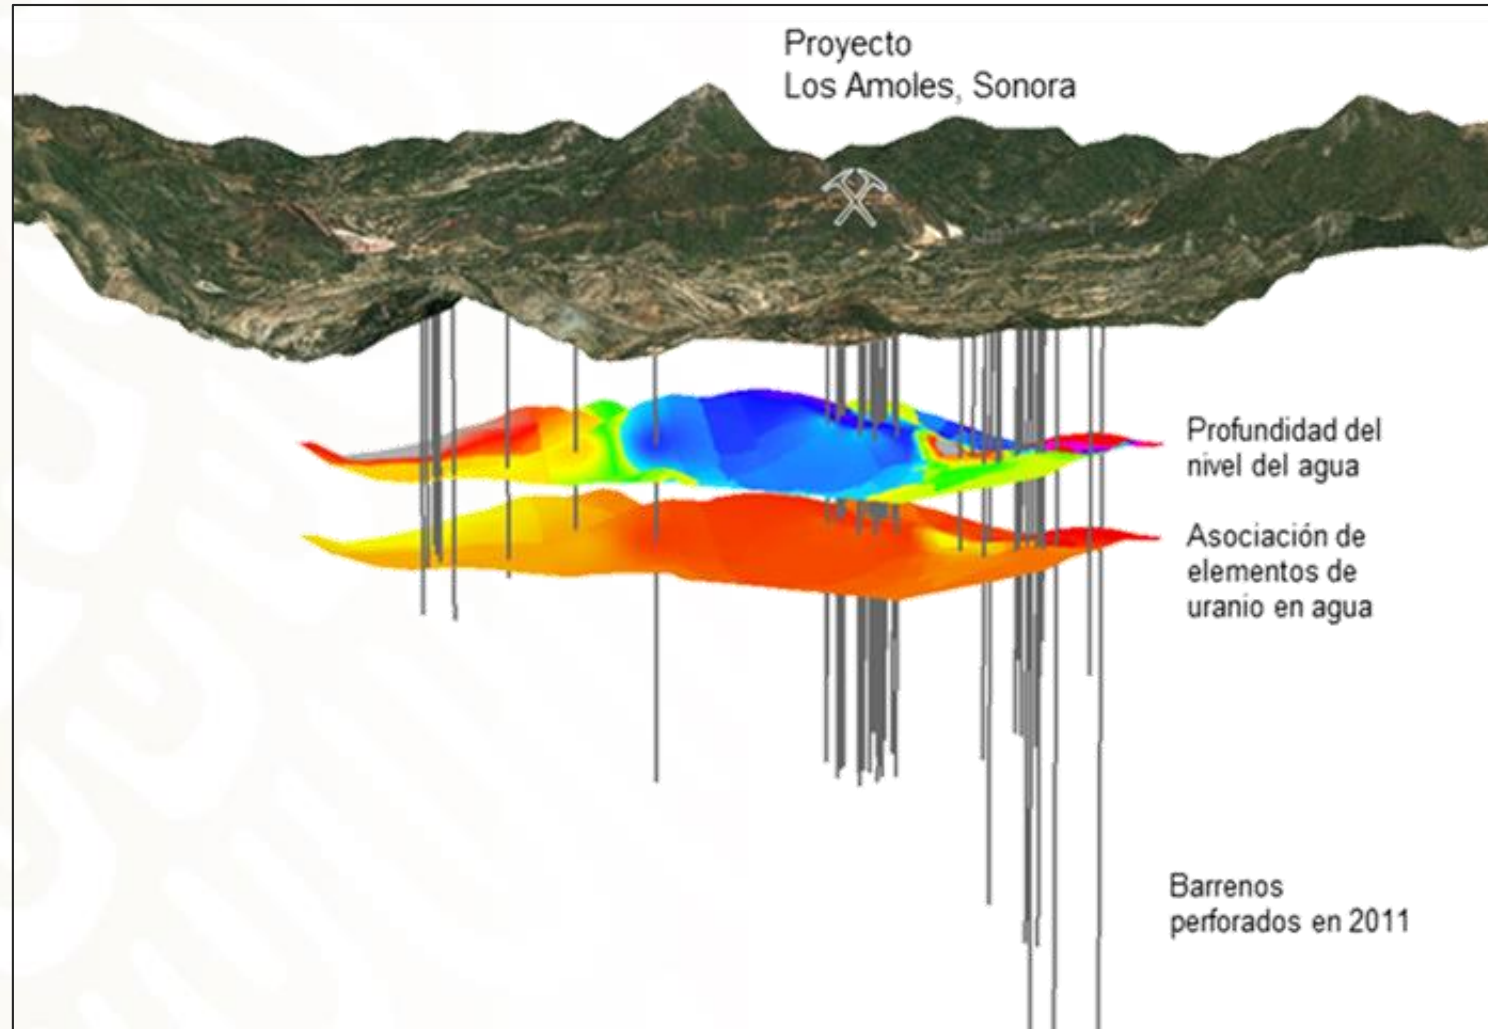 Proyecto
Los Amoles, Sonora
Profundidad del
nivel del agua
Asociación de
elementos de
uranio en agua
Barrenos
perforados en 2011